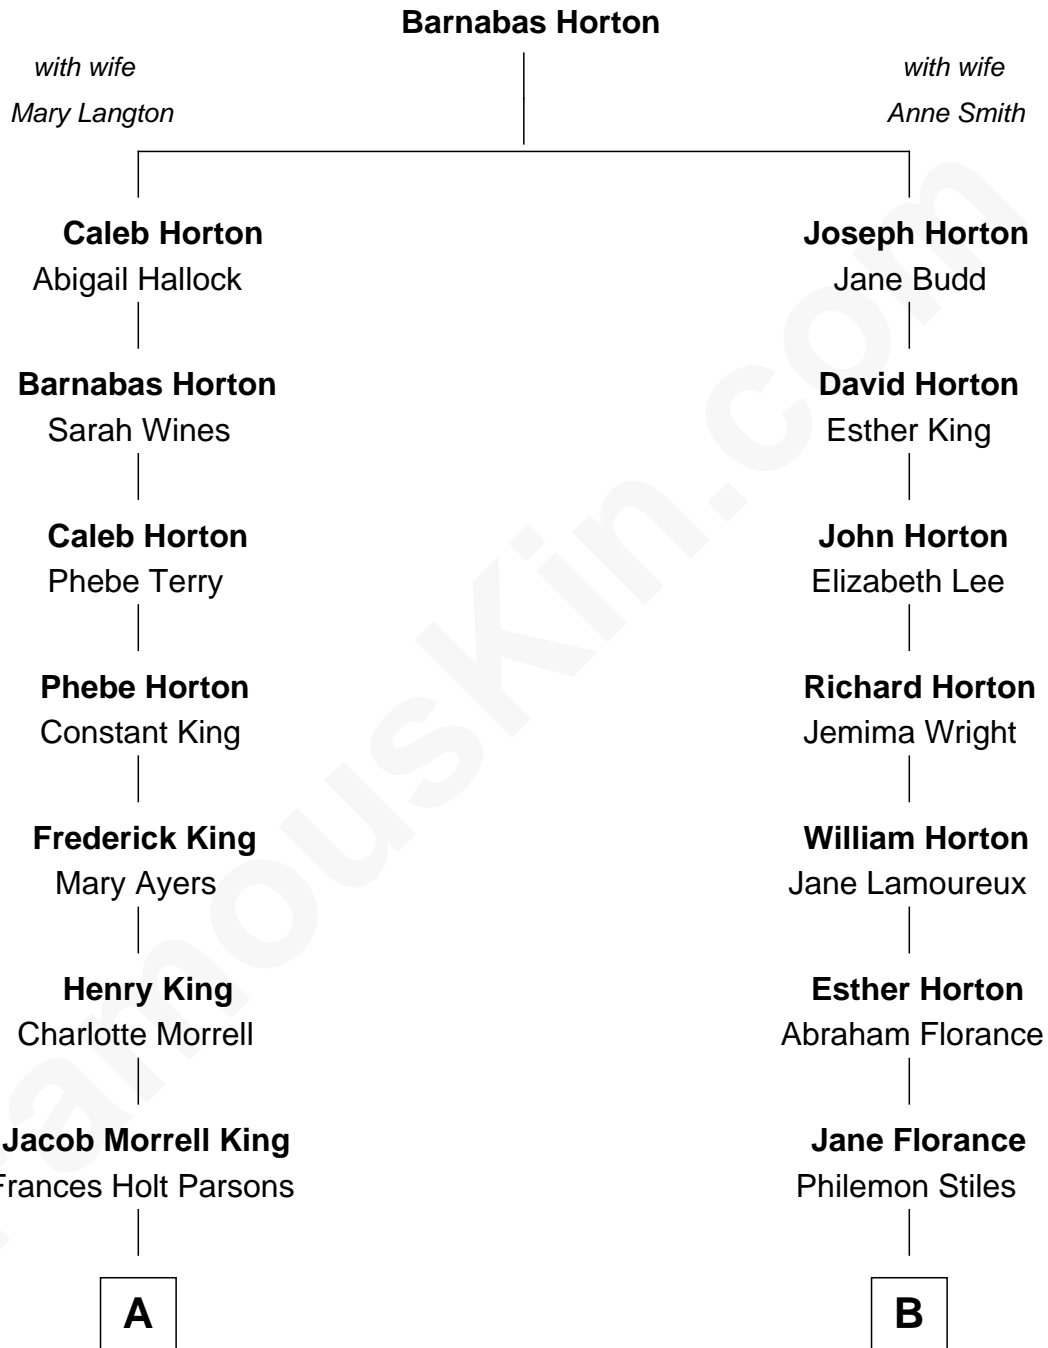 Barnabas Horton
with wife
Mary Langton
with wife
Anne Smith
Caleb Horton
Abigail Hallock
Joseph Horton
Jane Budd
Barnabas Horton
Sarah Wines
David Horton
Esther King
Caleb Horton
Phebe Terry
John Horton
Elizabeth Lee
Phebe Horton
Constant King
Richard Horton
Jemima Wright
Frederick King
Mary Ayers
William Horton
Jane Lamoureux
Henry King
Charlotte Morrell
Esther Horton
Abraham Florance
Jacob Morrell King
Frances Holt Parsons
Jane Florance
Philemon Stiles
A
B
FamousKin.com